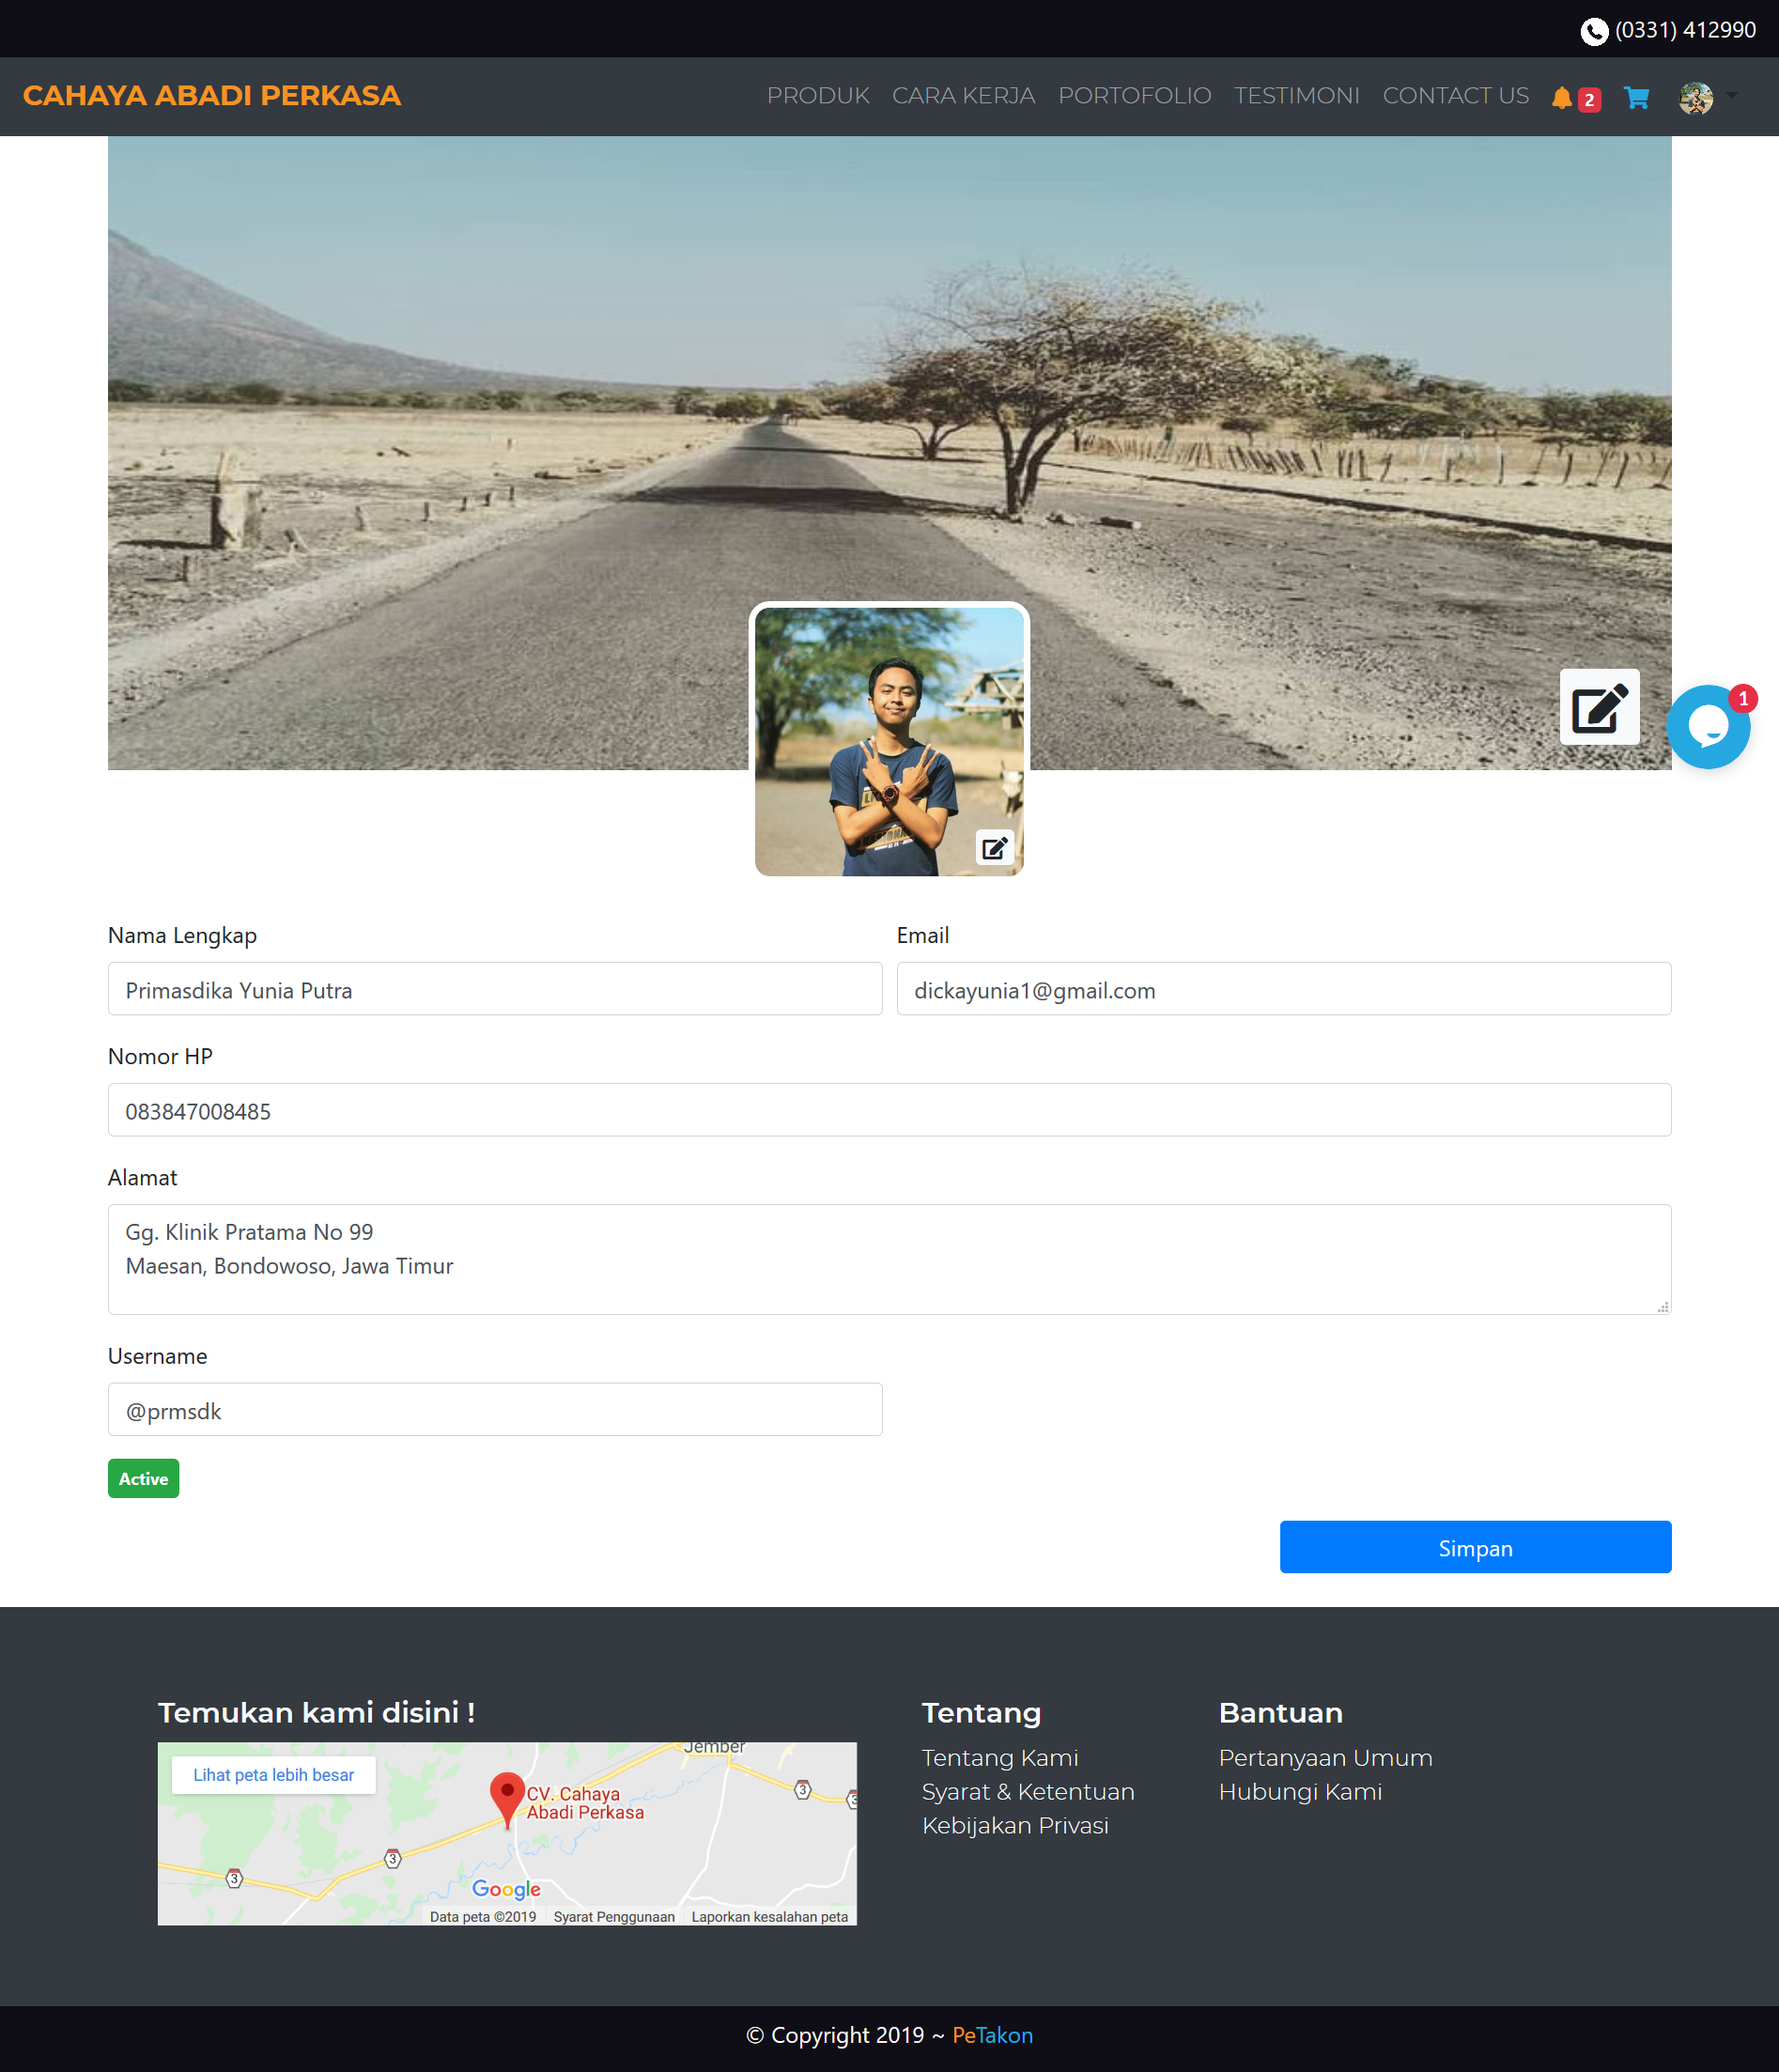 (0331) 412990
CAHAYA ABADI PERKASA
PRODUK CARA KERJA PORTOFOLIO TESTIMONI CONTACT US 2
1
Nama Lengkap
Primasdika Yunia Putra
Email
dickayunia1@gmail.com
Nomor HP
083847008485
Alamat
Gg. Klinik Pratama No 99
Maesan, Bondowoso, Jawa Timur
Username
@prmsdk
Active
Simpan
Temukan kami disini !
Lihat peta lebih besar
Jember
CV. Cahaya
Abadi Perkasa
3
3
3
3
Google
Data peta ©2019 Syarat Penggunaan Laporkan kesalahan peta
Tentang
Tentang Kami
Syarat & Ketentuan
Kebijakan Privasi
Bantuan
Pertanyaan Umum
Hubungi Kami
© Copyright 2019 ~ PeTakon